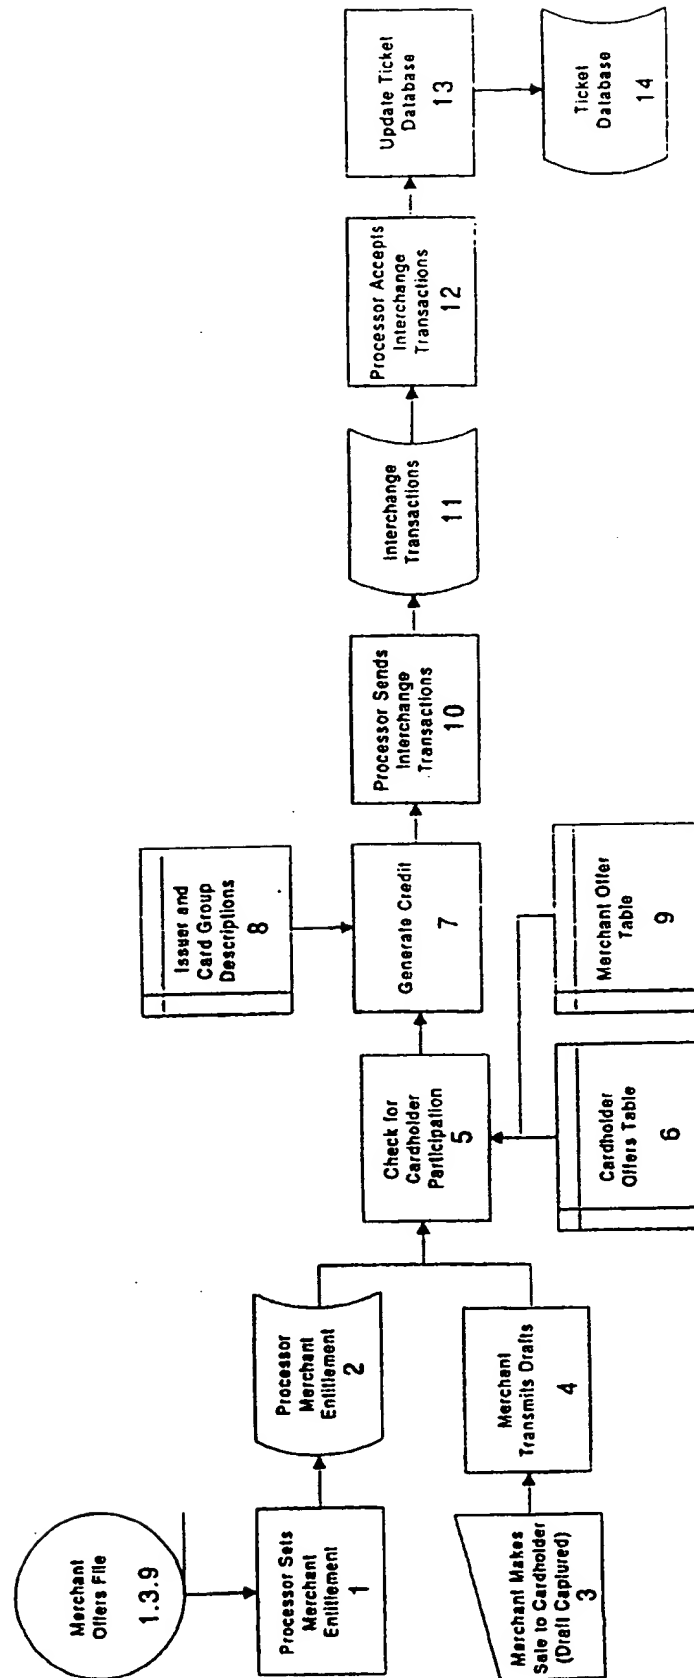 Merchant
Offers File
1.3.9
Processor Sets
Merchant
Entitlement
1
Processor
Merchant
Entitlement
2
Merchant Makes
Sale to Cardholder
(Draft Captured)
3
Merchant
Transmits Drafts
4
Check for
Cardholder
Participation
5
Cardholder
Offers Table
6
Generate Credit
7
Issuer and
Card Group
Descriptions
8
Merchant Offer
Table
9
Processor Sends
Interchange
Transactions
10
Interchange
Transactions
11
Processor Accepts
Interchange
Transactions
12
Update Ticket
Database
13
Ticket
Database
14